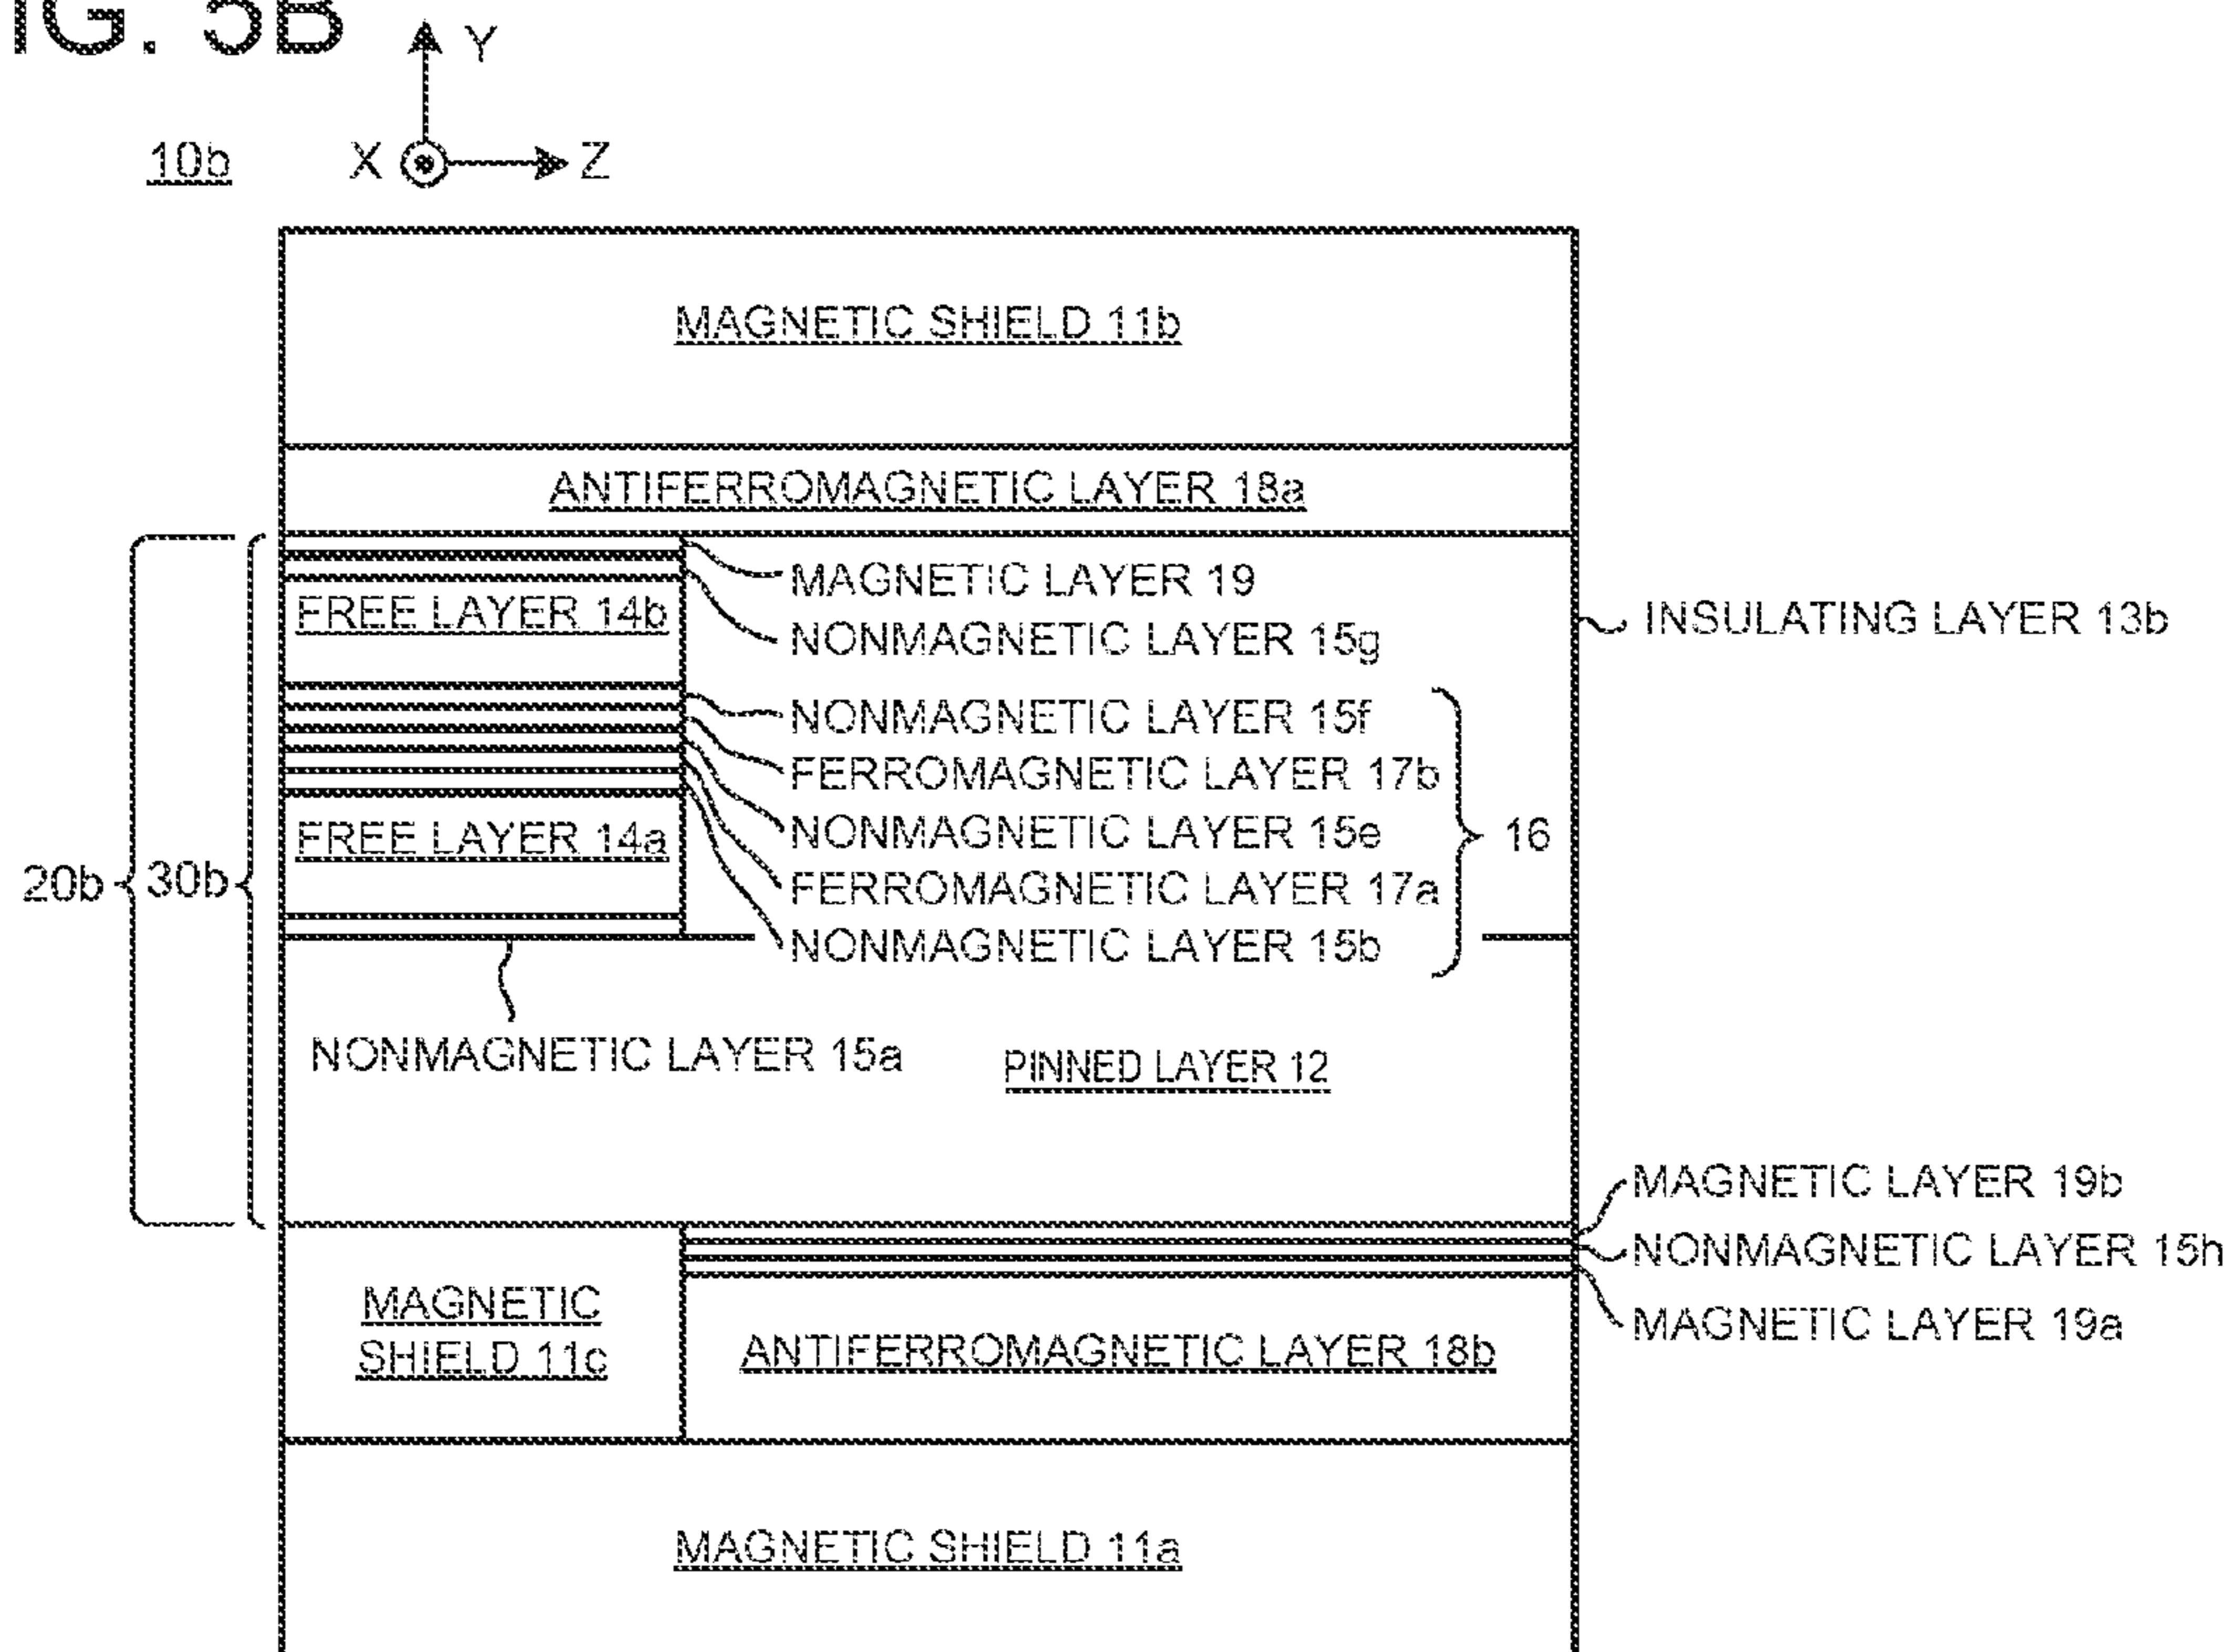 IG. 5B
Y
10b
X
Z
MAGNETIC SHIELD 11b
ANTIFERROMAGNETIC LAYER 18a
MAGNETIC LAYER 19
FREE LAYER 14b
INSULATING LAYER 13b
NONMAGNETIC LAYER 15g
NONMAGNETIC LAYER 15f
FERROMAGNETIC LAYER 17b
NONMAGNETIC LAYER 15e
16
FREE LAYER 14a
20b
30b
FERROMAGNETIC LAYER 17a
NONMAGNETIC LAYER 15b
NONMAGNETIC LAYER 15a
PINNED LAYER 12
MAGNETIC LAYER 19b
NONMAGNETIC LAYER 15h
MAGNETIC LAYER 19a
MAGNETIC
SHIELD 11c
ANTIFERROMAGNETIC LAYER 18b
MAGNETIC SHIELD 11a